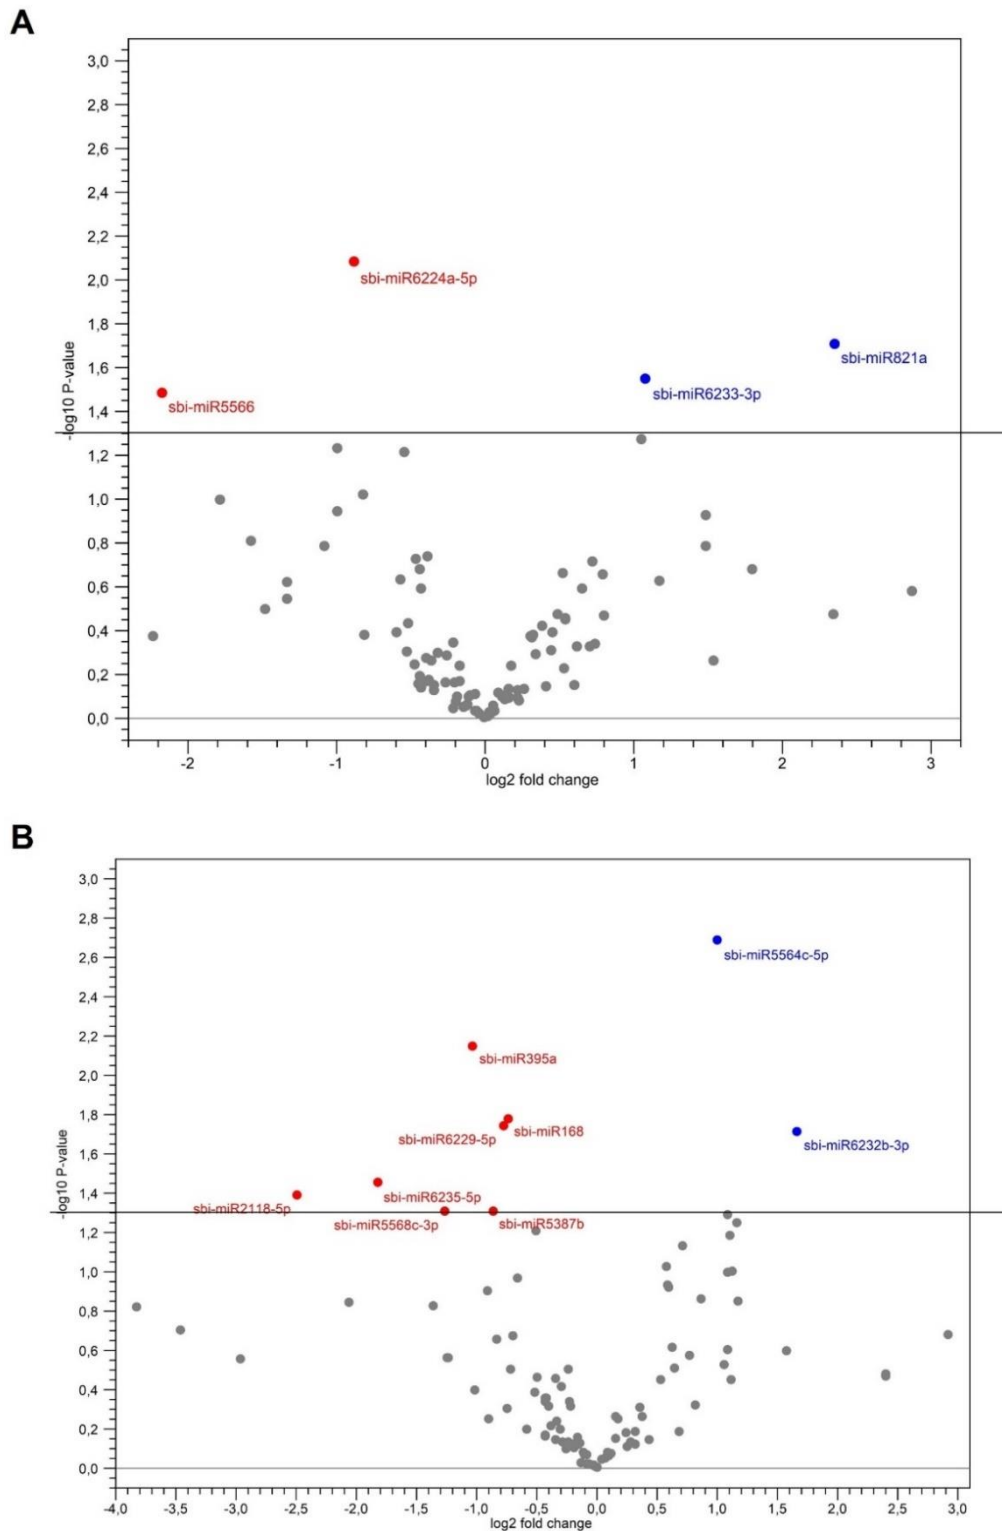 A
3,0
2,8
2,6
2,4
2,2
2,0
1,8
1,6
1,4
1,2
1,0
0,8
0,6
0,4
0,2
0,0
-log10 P-value
sbi-miR6224a-5p
sbi-miR821a
sbi-miR6233-3p
sbi-miR5566
-2 -1 0 1 2 3
log2 fold change
B
3,0
2,8
2,6
2,4
2,2
2,0
1,8
1,6
1,4
1,2
1,0
0,8
0,6
0,4
0,2
0,0
-log10 P-value
sbi-miR5564c-5p
sbi-miR395a
sbi-miR168
sbi-miR6229-5p
sbi-miR6232b-3p
sbi-miR6235-5p
sbi-miR2118-5p
sbi-miR5568c-3p
sbi-miR5387b
-4,0 -3,5 -3,0 -2,5 -2,0 -1,5 -1,0 -0,5 0,0 0,5 1,0 1,5 2,0 2,5 3,0
log2 fold change